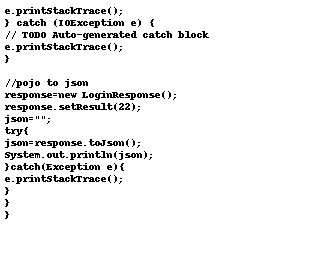 e.printStackTrace();
} catch (IOException e) {
// TODO Auto-generated catch block
e.printStackTrace();
}
//pojo to json
response=new LoginResponse();
response.setResult(22);
json="";
try{
json=response.toJson();
System.out.println(json);
}catch(Exception e){
e.printStackTrace();
}
}
}